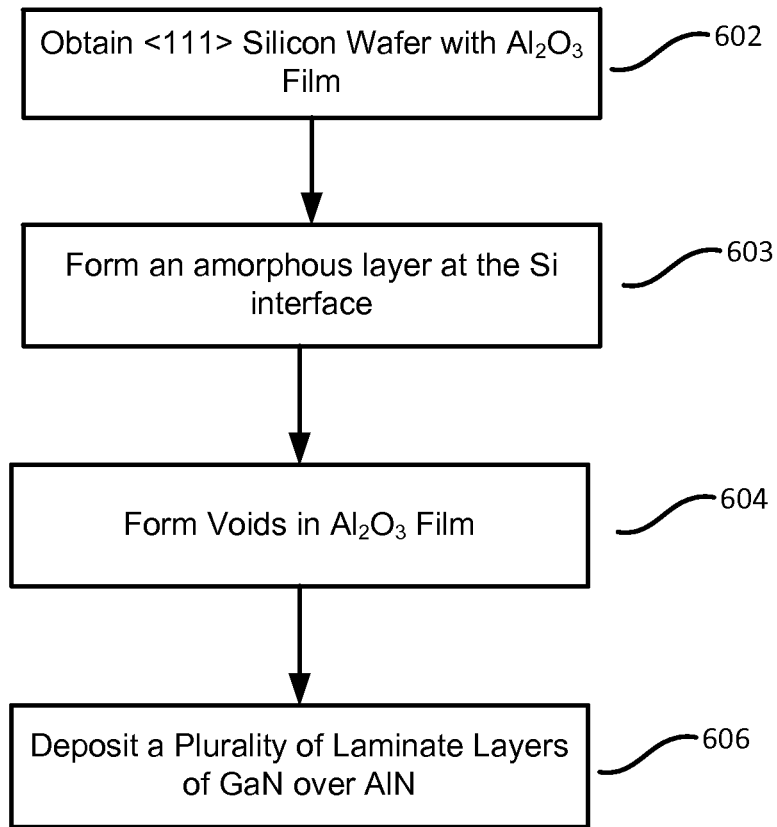 Obtain <111> Silicon Wafer with Al₂O₃
Film
602
Form an amorphous layer at the Si
interface
603
Form Voids in Al₂O₃ Film
604
Deposit a Plurality of Laminate Layers
of GaN over AlN
606